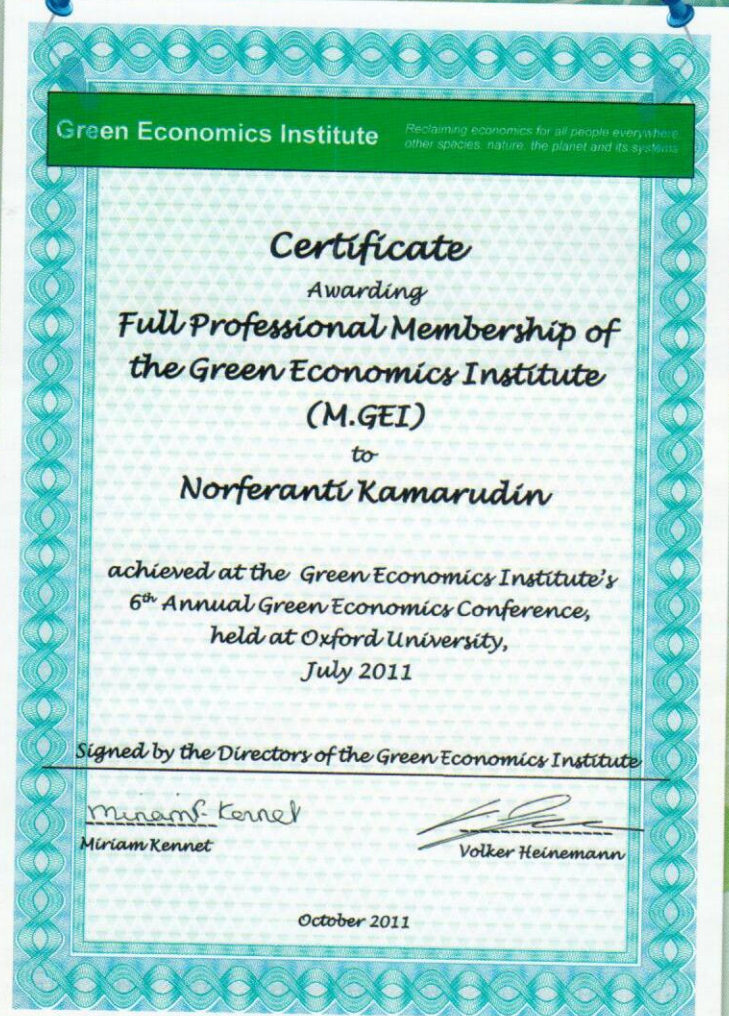 Green Economics Institute
Reclaiming economics for all people everywhere,
other species, nature, the planet and its systems
Certificate
Awarding
Full Professional Membership of
the Green Economics Institute
(M.GEI)
to
Norferanti Kamarudin
achieved at the Green Economics Institute's
6th Annual Green Economics Conference,
held at Oxford University,
July 2011
Signed by the Directors of the Green Economics Institute
Miriam Kennet
Miriam Kennet
Volker Heinemann
October 2011